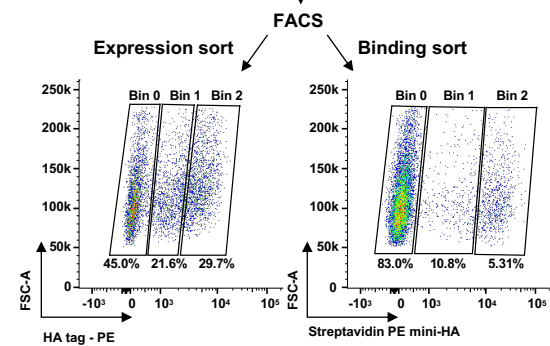 FACS
Expression sort
Binding sort
Bin 0 Bin 1 Bin 2
250k
200k
150k
100k
50k
0
45.0% 21.6% 29.7%
-10³ 0 10³ 10⁴ 10⁵
FSC-A
HA tag - PE
Bin 0 Bin 1 Bin 2
250k
200k
150k
100k
50k
0
83.0% 10.8% 5.31%
-10³ 0 10³ 10⁴ 10⁵
FSC-A
Streptavidin PE mini-HA